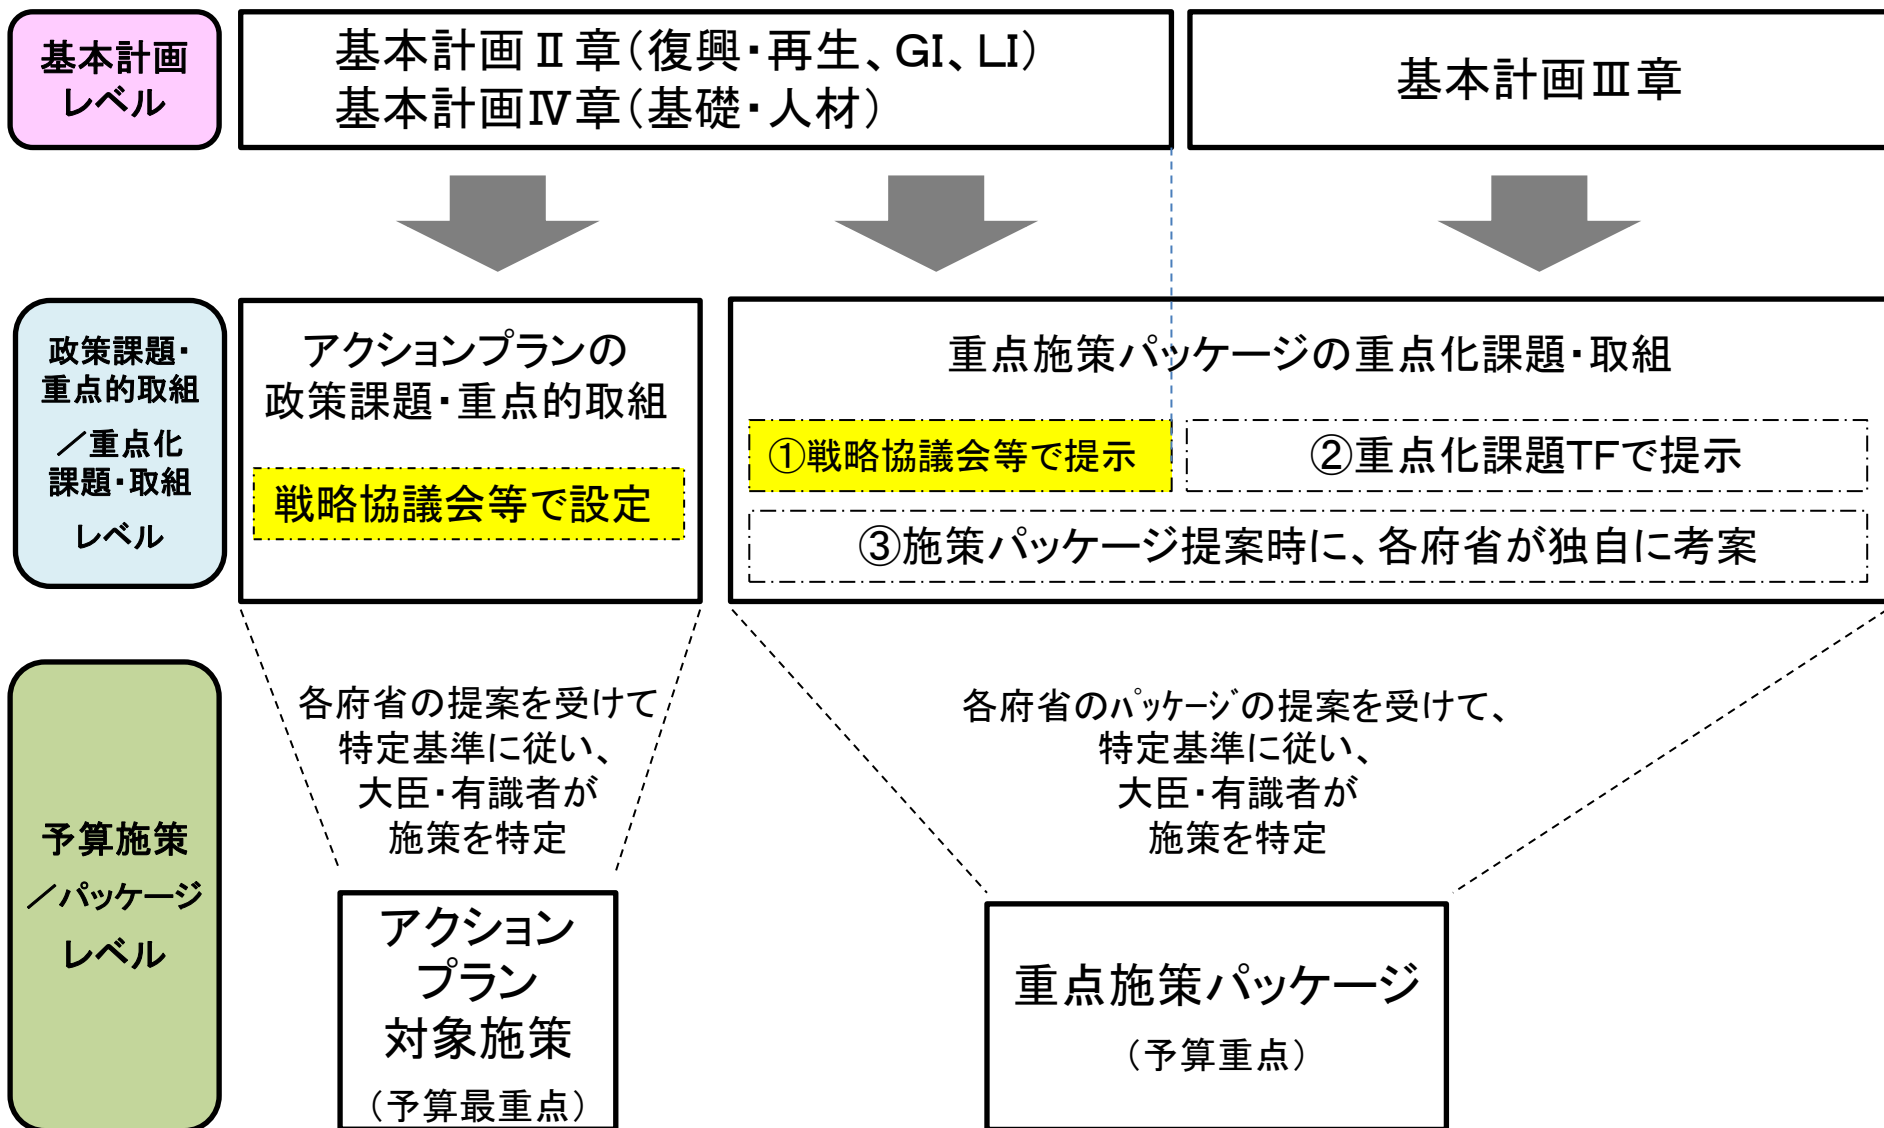 基本計画
レベル
基本計画Ⅱ章（復興・再生、GI、LI）
基本計画Ⅳ章（基礎・人材）
基本計画Ⅲ章
政策課題・
重点的取組
／重点化
課題・取組
レベル
アクションプランの
政策課題・重点的取組
戦略協議会等で設定
重点施策パッケージの重点化課題・取組
①戦略協議会等で提示
②重点化課題TFで提示
③施策パッケージ提案時に、各府省が独自に考案
予算施策
／パッケージ
レベル
各府省の提案を受けて
特定基準に従い、
大臣・有識者が
施策を特定
各府省のﾊﾟｯｹｰｼﾞの提案を受けて、
特定基準に従い、
大臣・有識者が
施策を特定
アクション
プラン
対象施策
（予算最重点）
重点施策パッケージ
（予算重点）